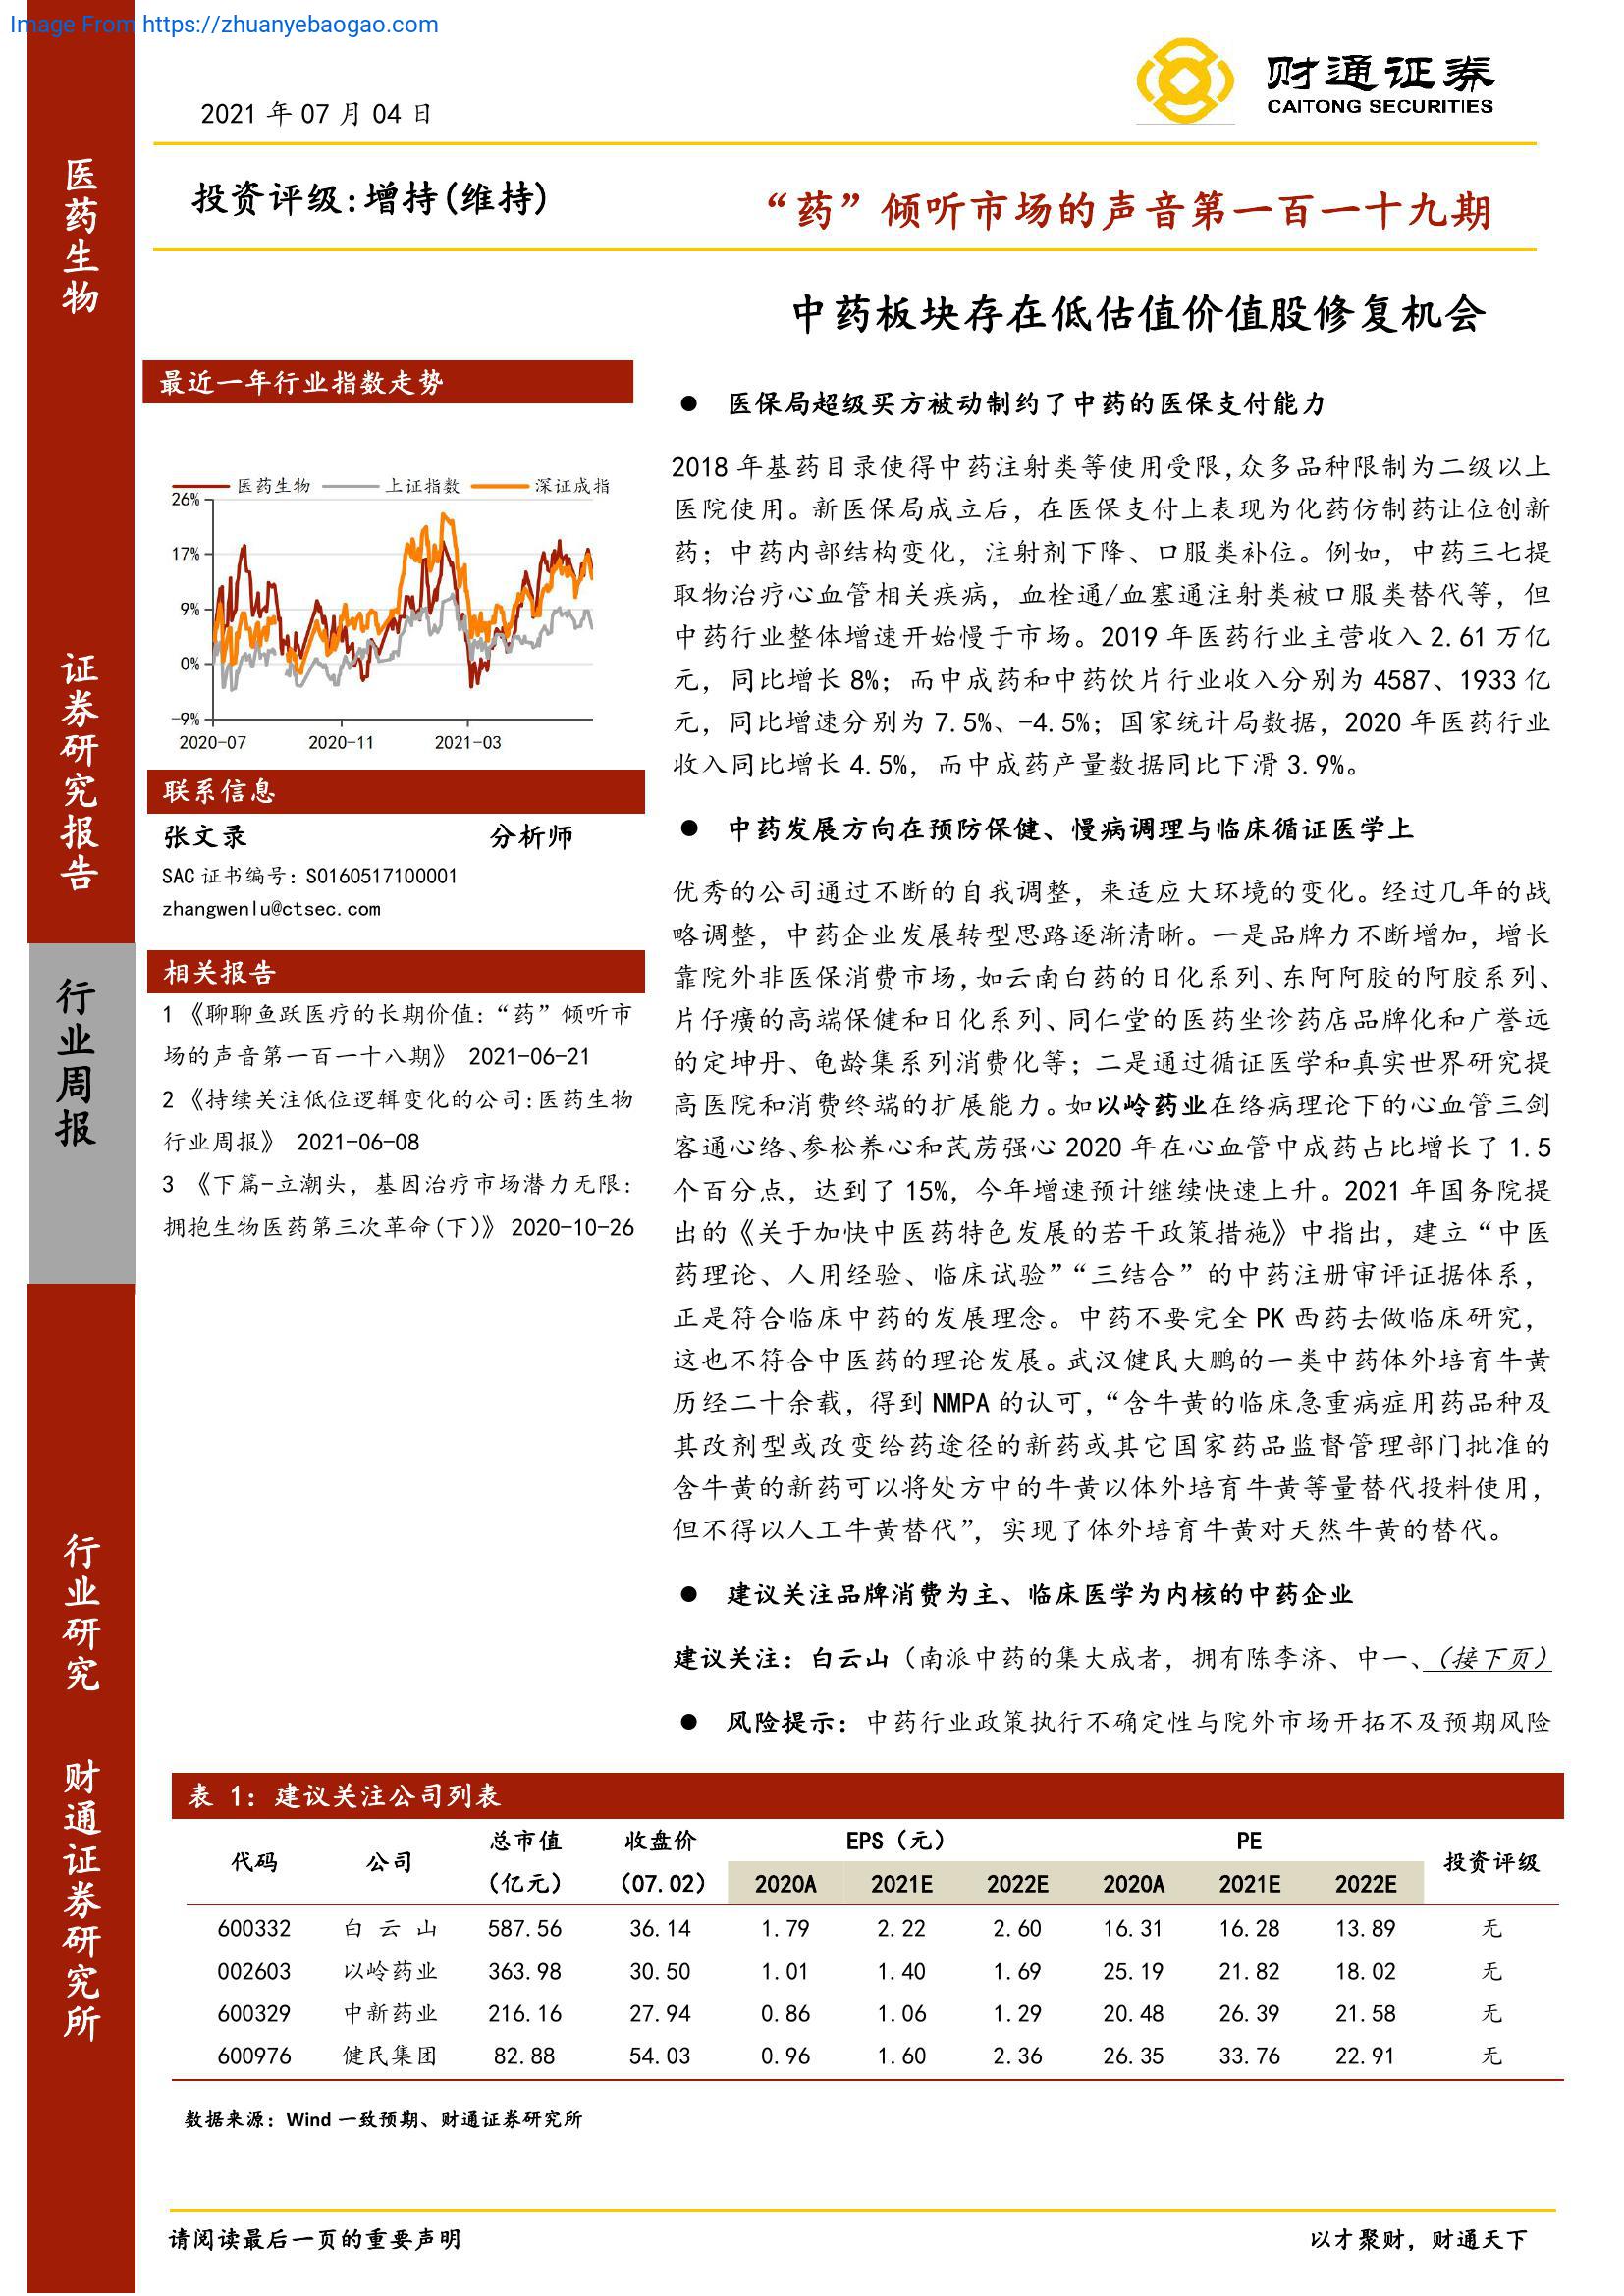 Image From https://zhuanyebaogao.com
财通证券
CAITONG SECURITIES
2021 年 07 月 04 日
投资评级:增持(维持)
“药”倾听市场的声音第一百一十九期
中药板块存在低估值价值股修复机会
医药生物
证券研究报告
行业周报
行业研究
财通证券研究所
最近一年行业指数走势
医药生物 上证指数 深证成指
26%
17%
9%
0%
-9%
2020-07 2020-11 2021-03
联系信息
张文录 分析师
SAC 证书编号: S0160517100001
zhangwenlu@ctsec.com
相关报告
1 《聊聊鱼跃医疗的长期价值:“药”倾听市
场的声音第一百一十八期》 2021-06-21
2 《持续关注低位逻辑变化的公司:医药生物
行业周报》 2021-06-08
3 《下篇-立潮头，基因治疗市场潜力无限:
拥抱生物医药第三次革命(下)》 2020-10-26
● 医保局超级买方被动制约了中药的医保支付能力
2018 年基药目录使得中药注射类等使用受限,众多品种限制为二级以上
医院使用。新医保局成立后，在医保支付上表现为化药仿制药让位创新
药；中药内部结构变化，注射剂下降、口服类补位。例如，中药三七提
取物治疗心血管相关疾病，血栓通/血塞通注射类被口服类替代等，但
中药行业整体增速开始慢于市场。2019 年医药行业主营收入 2.61 万亿
元，同比增长 8%；而中成药和中药饮片行业收入分别为 4587、1933 亿
元，同比增速分别为 7.5%、-4.5%；国家统计局数据，2020 年医药行业
收入同比增长 4.5%，而中成药产量数据同比下滑 3.9%。
● 中药发展方向在预防保健、慢病调理与临床循证医学上
优秀的公司通过不断的自我调整，来适应大环境的变化。经过几年的战
略调整，中药企业发展转型思路逐渐清晰。一是品牌力不断增加，增长
靠院外非医保消费市场,如云南白药的日化系列、东阿阿胶的阿胶系列、
片仔癀的高端保健和日化系列、同仁堂的医药坐诊药店品牌化和广誉远
的定坤丹、龟龄集系列消费化等；二是通过循证医学和真实世界研究提
高医院和消费终端的扩展能力。如以岭药业在络病理论下的心血管三剑
客通心络、参松养心和芪苈强心 2020 年在心血管中成药占比增长了 1.5
个百分点，达到了 15%，今年增速预计继续快速上升。2021 年国务院提
出的《关于加快中医药特色发展的若干政策措施》中指出，建立“中医
药理论、人用经验、临床试验”“三结合”的中药注册审评证据体系，
正是符合临床中药的发展理念。中药不要完全 PK 西药去做临床研究，
这也不符合中医药的理论发展。武汉健民大鹏的一类中药体外培育牛黄
历经二十余载，得到 NMPA 的认可，“含牛黄的临床急重病症用药品种及
其改剂型或改变给药途径的新药或其它国家药品监督管理部门批准的
含牛黄的新药可以将处方中的牛黄以体外培育牛黄等量替代投料使用，
但不得以人工牛黄替代”，实现了体外培育牛黄对天然牛黄的替代。
● 建议关注品牌消费为主、临床医学为内核的中药企业
建议关注：白云山（南派中药的集大成者，拥有陈李济、中一、（接下页）
● 风险提示：中药行业政策执行不确定性与院外市场开拓不及预期风险
表 1：建议关注公司列表
代码 公司 总市值 收盘价 EPS（元） PE 投资评级
（亿元） （07.02） 2020A 2021E 2022E 2020A 2021E 2022E
600332 白云山 587.56 36.14 1.79 2.22 2.60 16.31 16.28 13.89 无
002603 以岭药业 363.98 30.50 1.01 1.40 1.69 25.19 21.82 18.02 无
600329 中新药业 216.16 27.94 0.86 1.06 1.29 20.48 26.39 21.58 无
600976 健民集团 82.88 54.03 0.96 1.60 2.36 26.35 33.76 22.91 无
数据来源：Wind 一致预期、财通证券研究所
请阅读最后一页的重要声明 以才聚财，财通天下